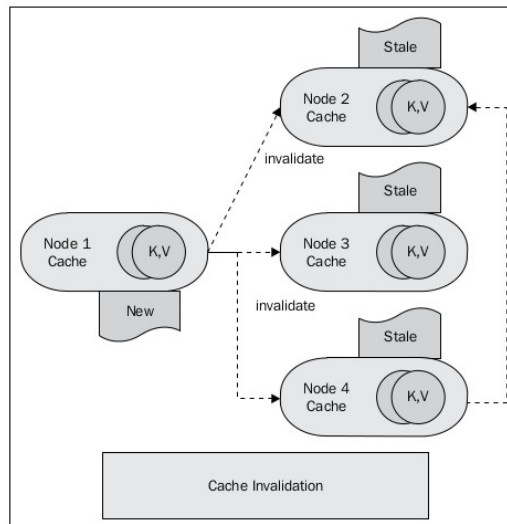 Stale
Node 2
Cache
K,V
invalidate
Stale
Node 1
Cache
K,V
Node 3
Cache
K,V
New
invalidate
Stale
Node 4
Cache
K,V
Cache Invalidation